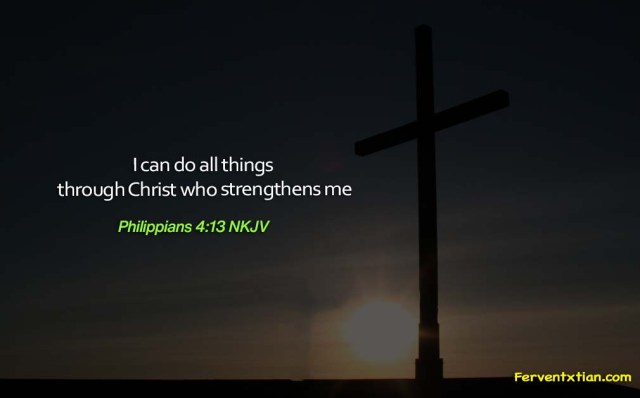 I can do all things
through Christ who strengthens me
Philippians 4:13 NKJV
Ferventxtian.com